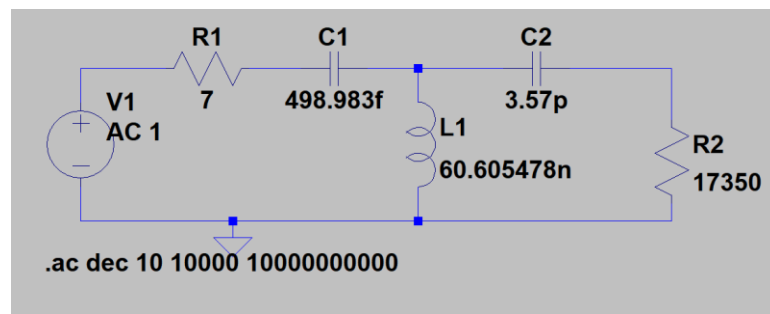 R1
C1
C2
V1
AC 1
7
498.983f
3.57p
L1
60.605478n
R2
17350
.ac dec 10 10000 10000000000